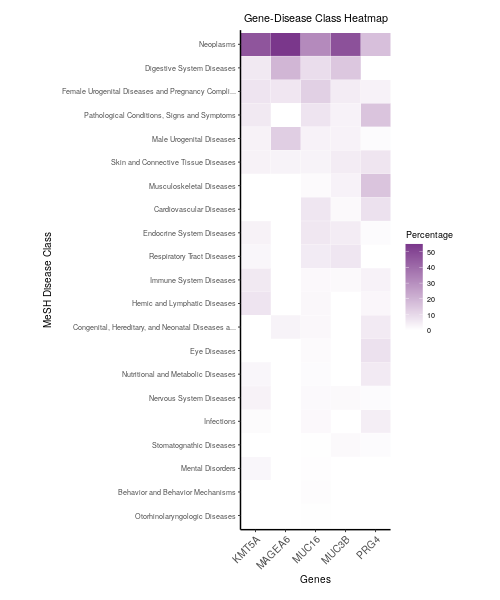 Gene-Disease Class Heatmap
MeSH Disease Class
Neoplasms
Digestive System Diseases
Female Urogenital Diseases and Pregnancy Compli...
Pathological Conditions, Signs and Symptoms
Male Urogenital Diseases
Skin and Connective Tissue Diseases
Musculoskeletal Diseases
Cardiovascular Diseases
Endocrine System Diseases
Respiratory Tract Diseases
Immune System Diseases
Hemic and Lymphatic Diseases
Congenital, Hereditary, and Neonatal Diseases a...
Eye Diseases
Nutritional and Metabolic Diseases
Nervous System Diseases
Infections
Stomatognathic Diseases
Mental Disorders
Behavior and Behavior Mechanisms
Otorhinolaryngologic Diseases
KMT5A
MAGEA6
MUC16
MUC3B
PRG4
Genes
Percentage
50
40
30
20
10
0